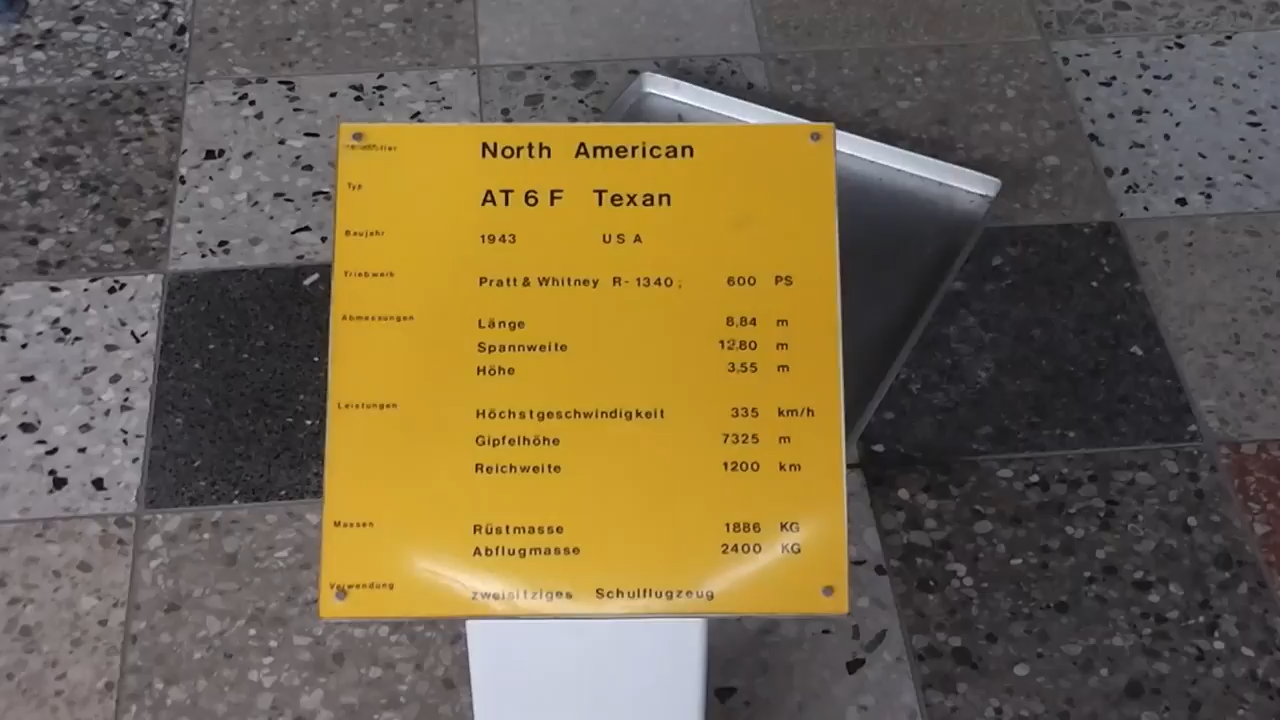 North American
Typ AT 6 F Texan
Baujahr 1943 USA
Triebwerk Pratt & Whitney R-1340; 600 PS
Abmessungen Länge 8,84 m
Spannweite 12,80 m
Höhe 3,55 m
Leistungen Höchstgeschwindigkeit 335 km/h
Gipfelhöhe 7325 m
Reichweite 1200 km
Massen Rüstmasse 1886 KG
Abflugmasse 2400 KG
Verwendung zweisitziges Schulflugzeug